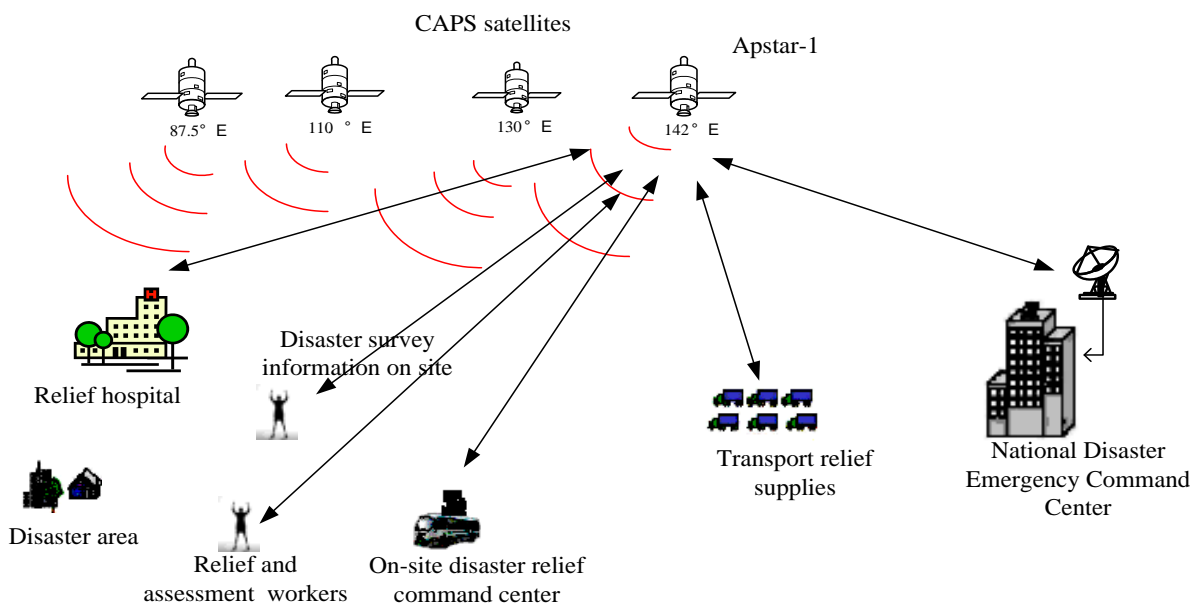 CAPS satellites
Apstar-1
87.5° E
110 ° E
130° E
142° E
H
Disaster survey
information on site
Relief hospital
Transport relief
supplies
National Disaster
Emergency Command
Center
Disaster area
Relief and
assessment workers
On-site disaster relief
command center